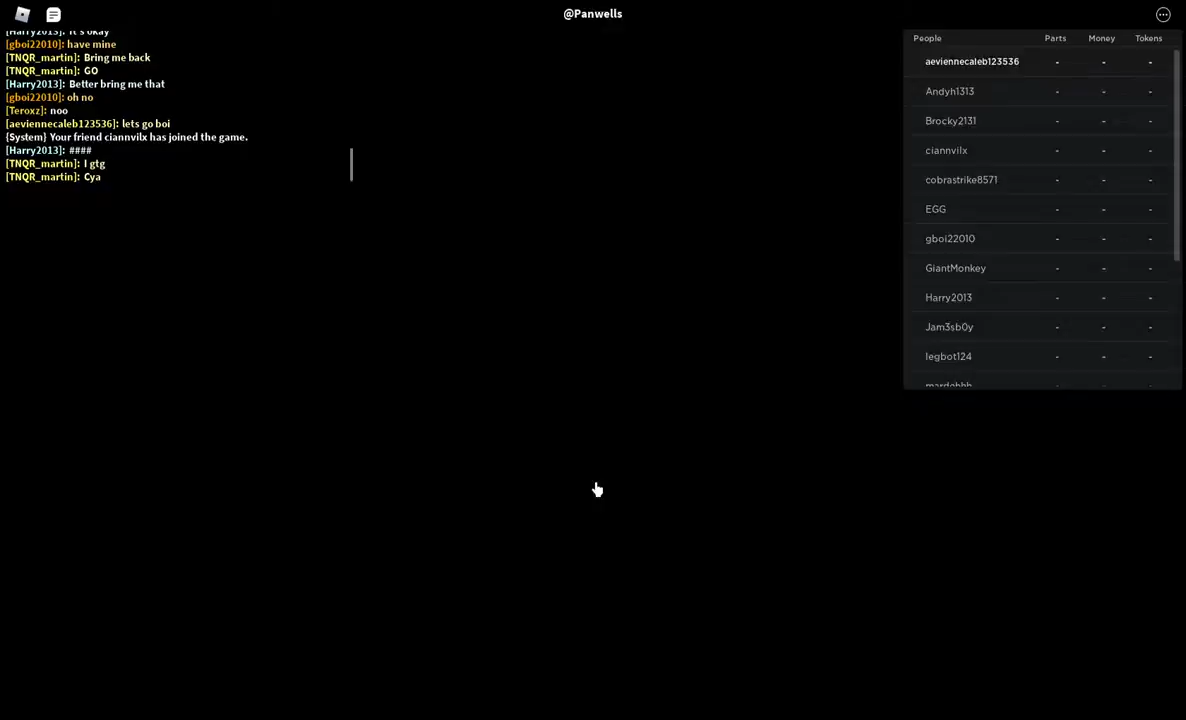 @Panwells
[Harry2013]: It's okay
[gboi22010]: have mine
[TNQR_martin]: Bring me back
[TNQR_martin]: GO
[Harry2013]: Better bring me that
[gboi22010]: oh no
[Teroxz]: noo
[aeviennecaleb123536]: lets go boi
{System} Your friend ciannvilx has joined the game.
[Harry2013]: ####
[TNQR_martin]: I gtg
[TNQR_martin]: Cya
People Parts Money Tokens
aeviennecaleb123536 - - -
Andyh1313 - - -
Brocky2131 - - -
ciannvilx - - -
cobrastrike8571 - - -
EGG - - -
gboi22010 - - -
GiantMonkey - - -
Harry2013 - - -
Jam3sb0y - - -
legbot124 - - -